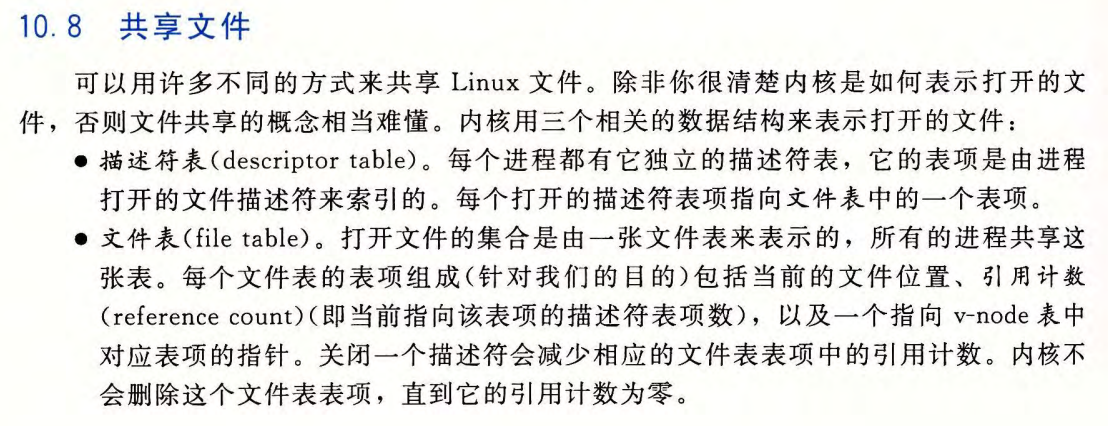 10.8 共享文件
可以用许多不同的方式来共享 Linux 文件。除非你很清楚内核是如何表示打开的文
件，否则文件共享的概念相当难懂。内核用三个相关的数据结构来表示打开的文件：
● 描述符表(descriptor table)。每个进程都有它独立的描述符表，它的表项是由进程
打开的文件描述符来索引的。每个打开的描述符表项指向文件表中的一个表项。
● 文件表(file table)。打开文件的集合是由一张文件表来表示的，所有的进程共享这
张表。每个文件表的表项组成(针对我们的目的)包括当前的文件位置、引用计数
(reference count)(即当前指向该表项的描述符表项数)，以及一个指向 v-node 表中
对应表项的指针。关闭一个描述符会减少相应的文件表表项中的引用计数。内核不
会删除这个文件表表项，直到它的引用计数为零。